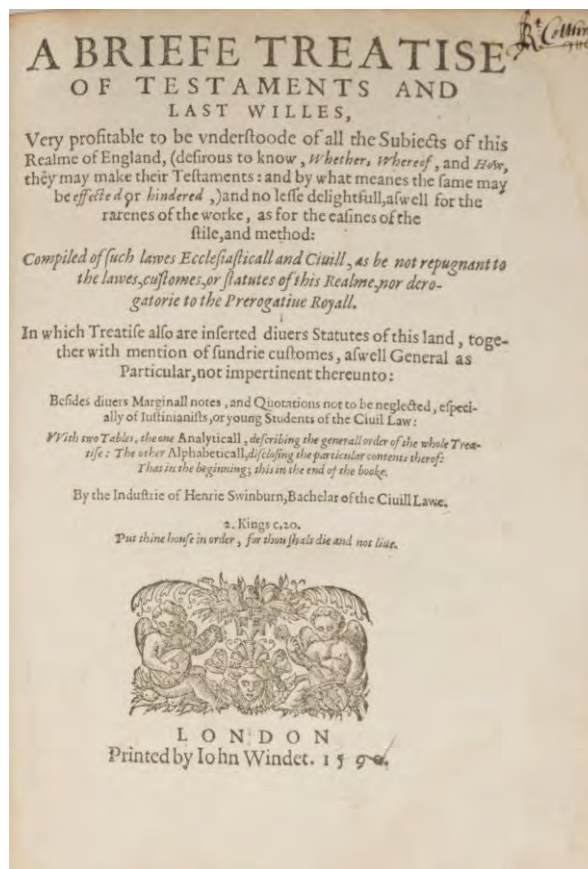 A BRIEFE TREATISE
OF TESTAMENTS AND
LAST WILLES,
Very profitable to be vnderſtoode of all the Subiects of this
Realme of England, (deſirous to know, Whether, Whereof, and How,
they may make their Teſtaments: and by what meanes the ſame may
be effected or hindered,) and no leſſe delightfull, aſwell for the
rarenes of the worke, as for the eaſines of the
ſtile, and method:
Compiled of ſuch lawes Eccleſiaſticall and Ciuill, as be not repugnant to
the lawes, cuſtomes, or ſtatutes of this Realme, nor dero-
gatorie to the Prerogatiue Royall.
In which Treatiſe alſo are inſerted diuers Statutes of this land, toge-
ther with mention of ſundrie cuſtomes, aſwell General as
Particular, not impertinent thereunto:
Beſides diuers Marginall notes, and Quotations not to be neglected, eſpeci-
ally of Iuſtinianiſts, or young Students of the Ciuil Law:
With two Tables, the one Analyticall, deſcribing the generall order of the whole Trea-
tiſe: The other Alphabeticall, diſcloſing the particular contents therof:
That in the beginning; this in the end of the booke.
By the Induſtrie of Henrie Swinburn, Bachelar of the Ciuill Lawe.
2. Kings c. 20.
Put thine houſe in order, for thou ſhalt die and not liue.
LONDON
Printed by Iohn Windet. 159